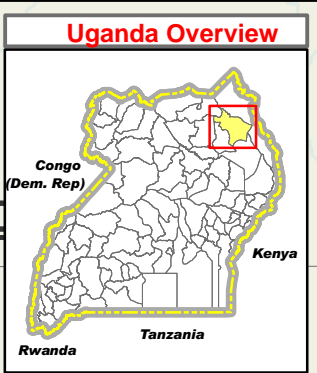 Uganda Overview
Congo
(Dem. Rep)
Kenya
Tanzania
Rwanda